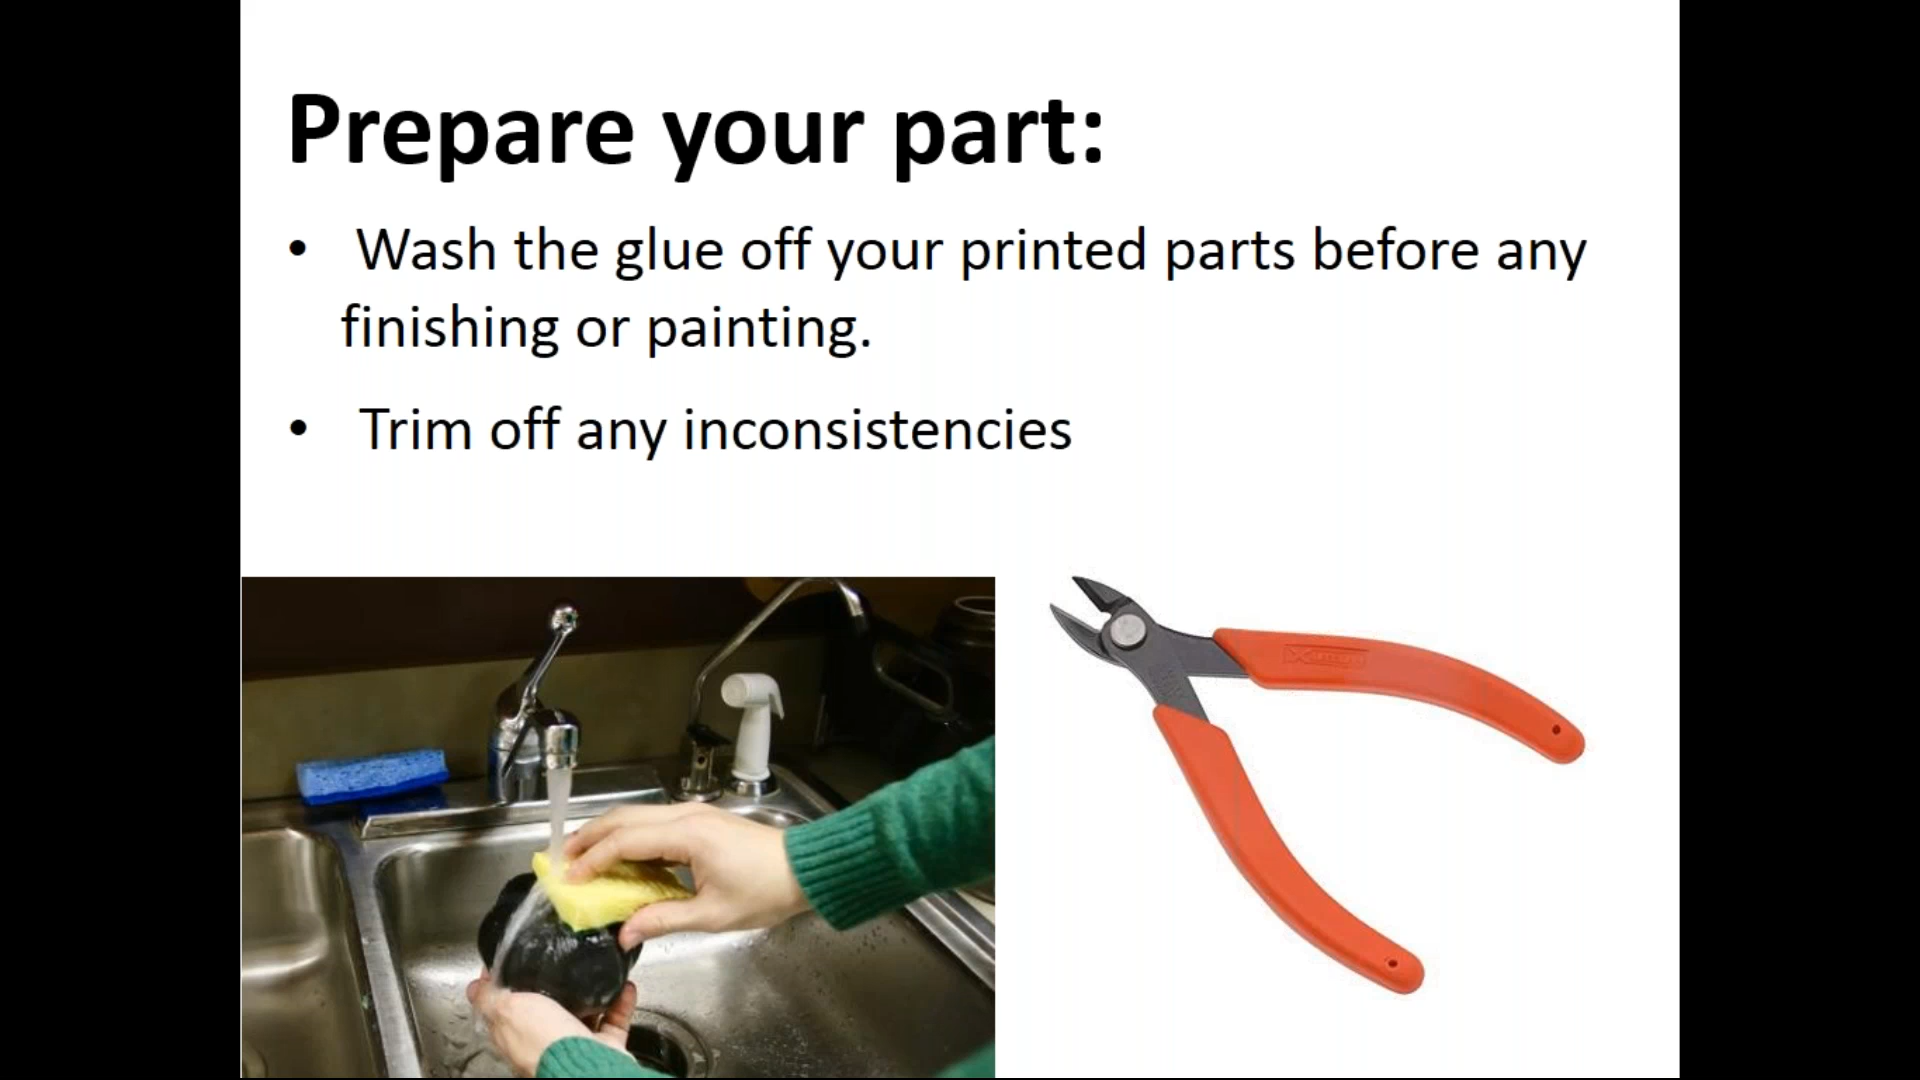 Prepare your part:
• Wash the glue off your printed parts before any
finishing or painting.
• Trim off any inconsistencies